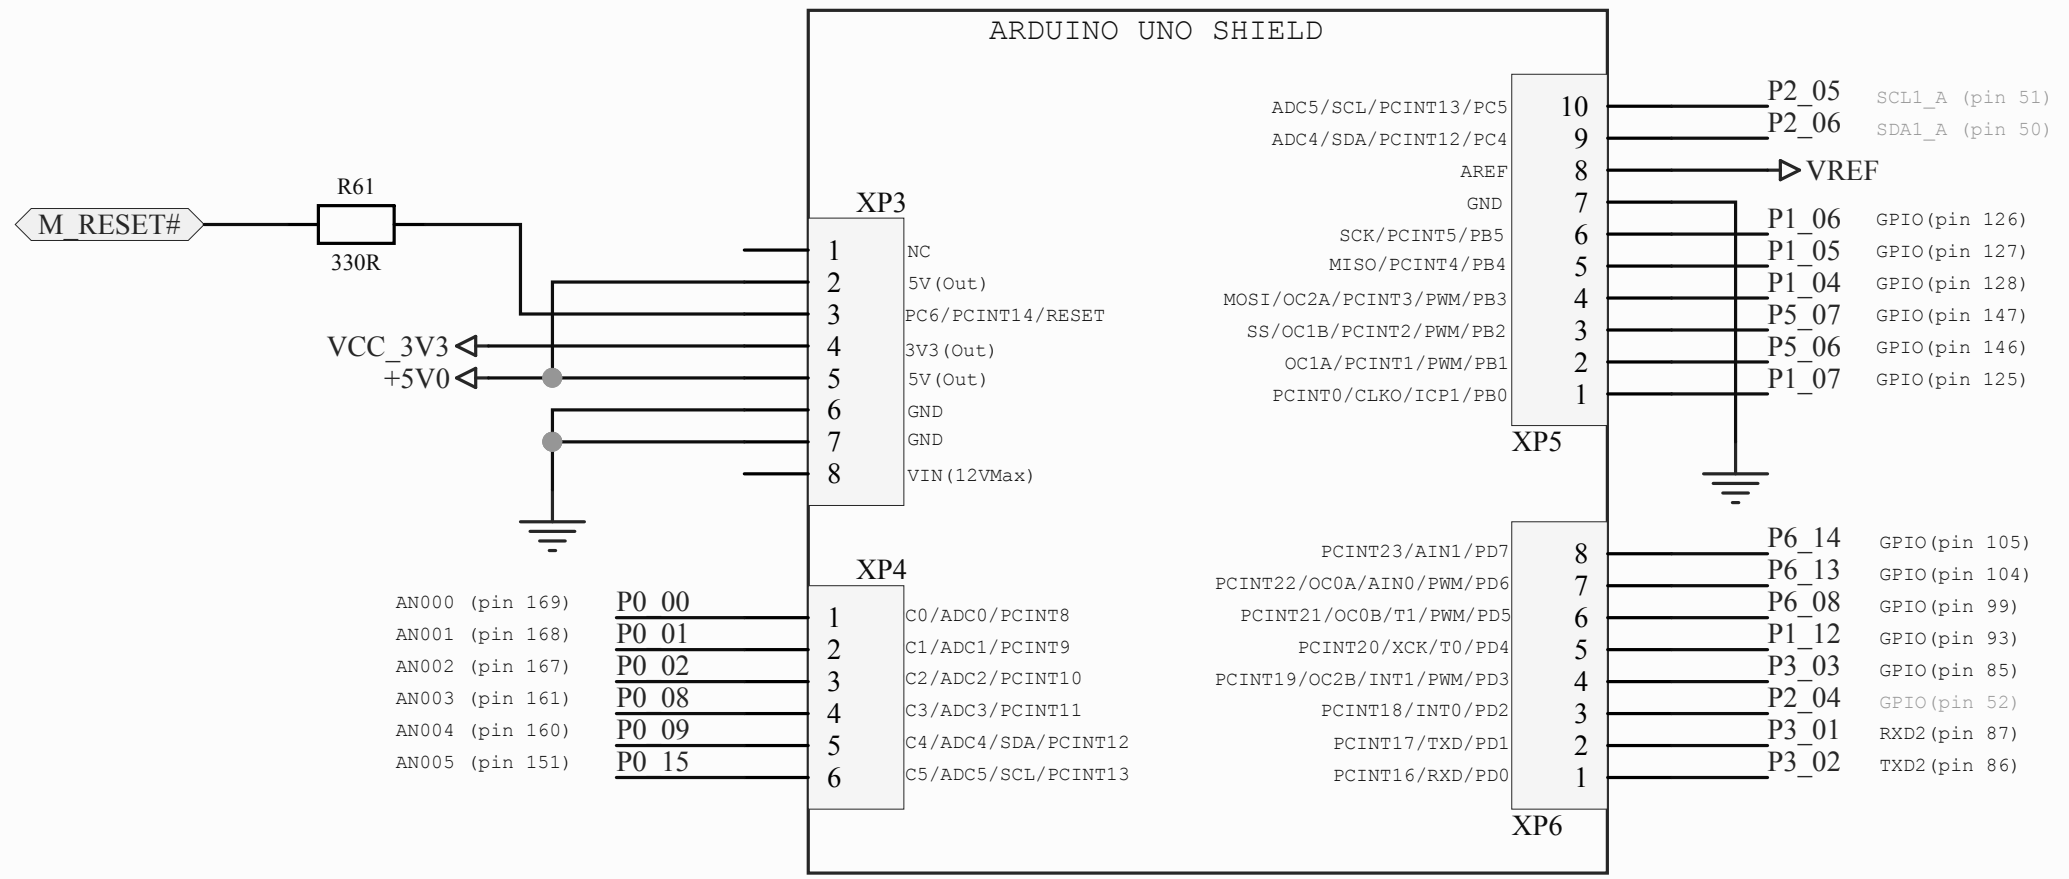 ARDUINO UNO SHIELD
M_RESET#
R61
330R
VCC_3V3
+5V0
XP3
1 NC
2 5V(Out)
3 PC6/PCINT14/RESET
4 3V3(Out)
5 5V(Out)
6 GND
7 GND
8 VIN(12VMax)
XP4
AN000 (pin 169) P0_00 1 C0/ADC0/PCINT8
AN001 (pin 168) P0_01 2 C1/ADC1/PCINT9
AN002 (pin 167) P0_02 3 C2/ADC2/PCINT10
AN003 (pin 161) P0_08 4 C3/ADC3/PCINT11
AN004 (pin 160) P0_09 5 C4/ADC4/SDA/PCINT12
AN005 (pin 151) P0_15 6 C5/ADC5/SCL/PCINT13
ADC5/SCL/PCINT13/PC5 10 P2_05 SCL1_A (pin 51)
ADC4/SDA/PCINT12/PC4 9 P2_06 SDA1_A (pin 50)
AREF 8 VREF
GND 7
SCK/PCINT5/PB5 6 P1_06 GPIO(pin 126)
MISO/PCINT4/PB4 5 P1_05 GPIO(pin 127)
MOSI/OC2A/PCINT3/PWM/PB3 4 P1_04 GPIO(pin 128)
SS/OC1B/PCINT2/PWM/PB2 3 P5_07 GPIO(pin 147)
OC1A/PCINT1/PWM/PB1 2 P5_06 GPIO(pin 146)
PCINT0/CLKO/ICP1/PB0 1 P1_07 GPIO(pin 125)
XP5
PCINT23/AIN1/PD7 8 P6_14 GPIO(pin 105)
PCINT22/OC0A/AIN0/PWM/PD6 7 P6_13 GPIO(pin 104)
PCINT21/OC0B/T1/PWM/PD5 6 P6_08 GPIO(pin 99)
PCINT20/XCK/T0/PD4 5 P1_12 GPIO(pin 93)
PCINT19/OC2B/INT1/PWM/PD3 4 P3_03 GPIO(pin 85)
PCINT18/INT0/PD2 3 P2_04 GPIO(pin 52)
PCINT17/TXD/PD1 2 P3_01 RXD2(pin 87)
PCINT16/RXD/PD0 1 P3_02 TXD2(pin 86)
XP6